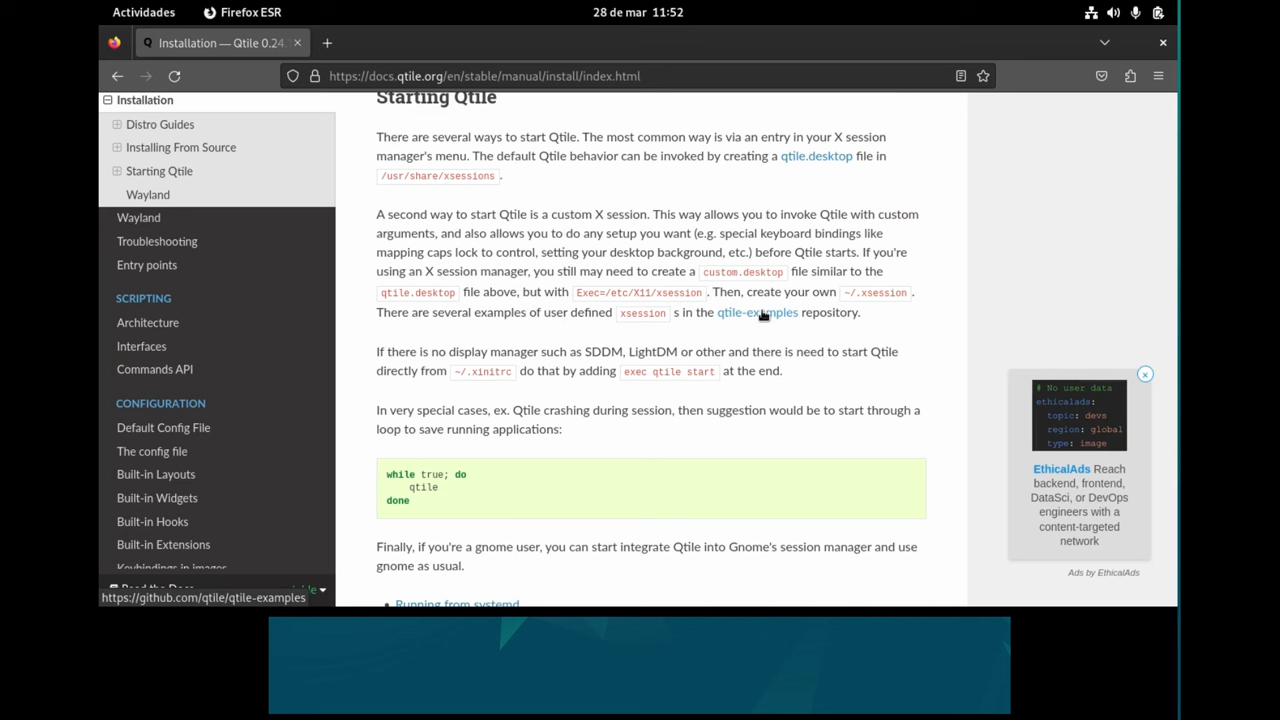 Actividades
Firefox ESR
28 de mar 11:52
Installation — Qtile 0.24.
https://docs.qtile.org/en/stable/manual/install/index.html
Installation
Distro Guides
Installing From Source
Starting Qtile
Wayland
Wayland
Troubleshooting
Entry points
SCRIPTING
Architecture
Interfaces
Commands API
CONFIGURATION
Default Config File
The config file
Built-in Layouts
Built-in Widgets
Built-in Hooks
Built-in Extensions
Keybindings in images
Read the Docs
https://github.com/qtile/qtile-examples
Starting Qtile
There are several ways to start Qtile. The most common way is via an entry in your X session
manager's menu. The default Qtile behavior can be invoked by creating a qtile.desktop file in
/usr/share/xsessions .
A second way to start Qtile is a custom X session. This way allows you to invoke Qtile with custom
arguments, and also allows you to do any setup you want (e.g. special keyboard bindings like
mapping caps lock to control, setting your desktop background, etc.) before Qtile starts. If you're
using an X session manager, you still may need to create a custom.desktop file similar to the
qtile.desktop file above, but with Exec=/etc/X11/xsession . Then, create your own ~/.xsession .
There are several examples of user defined xsession s in the qtile-examples repository.
If there is no display manager such as SDDM, LightDM or other and there is need to start Qtile
directly from ~/.xinitrc do that by adding exec qtile start at the end.
In very special cases, ex. Qtile crashing during session, then suggestion would be to start through a
loop to save running applications:
while true; do
qtile
done
Finally, if you're a gnome user, you can start integrate Qtile into Gnome's session manager and use
gnome as usual.
Running from systemd
# No user data
ethicalads:
topic: devs
region: global
type: image
EthicalAds Reach
backend, frontend,
DataSci, or DevOps
engineers with a
content-targeted
network
Ads by EthicalAds